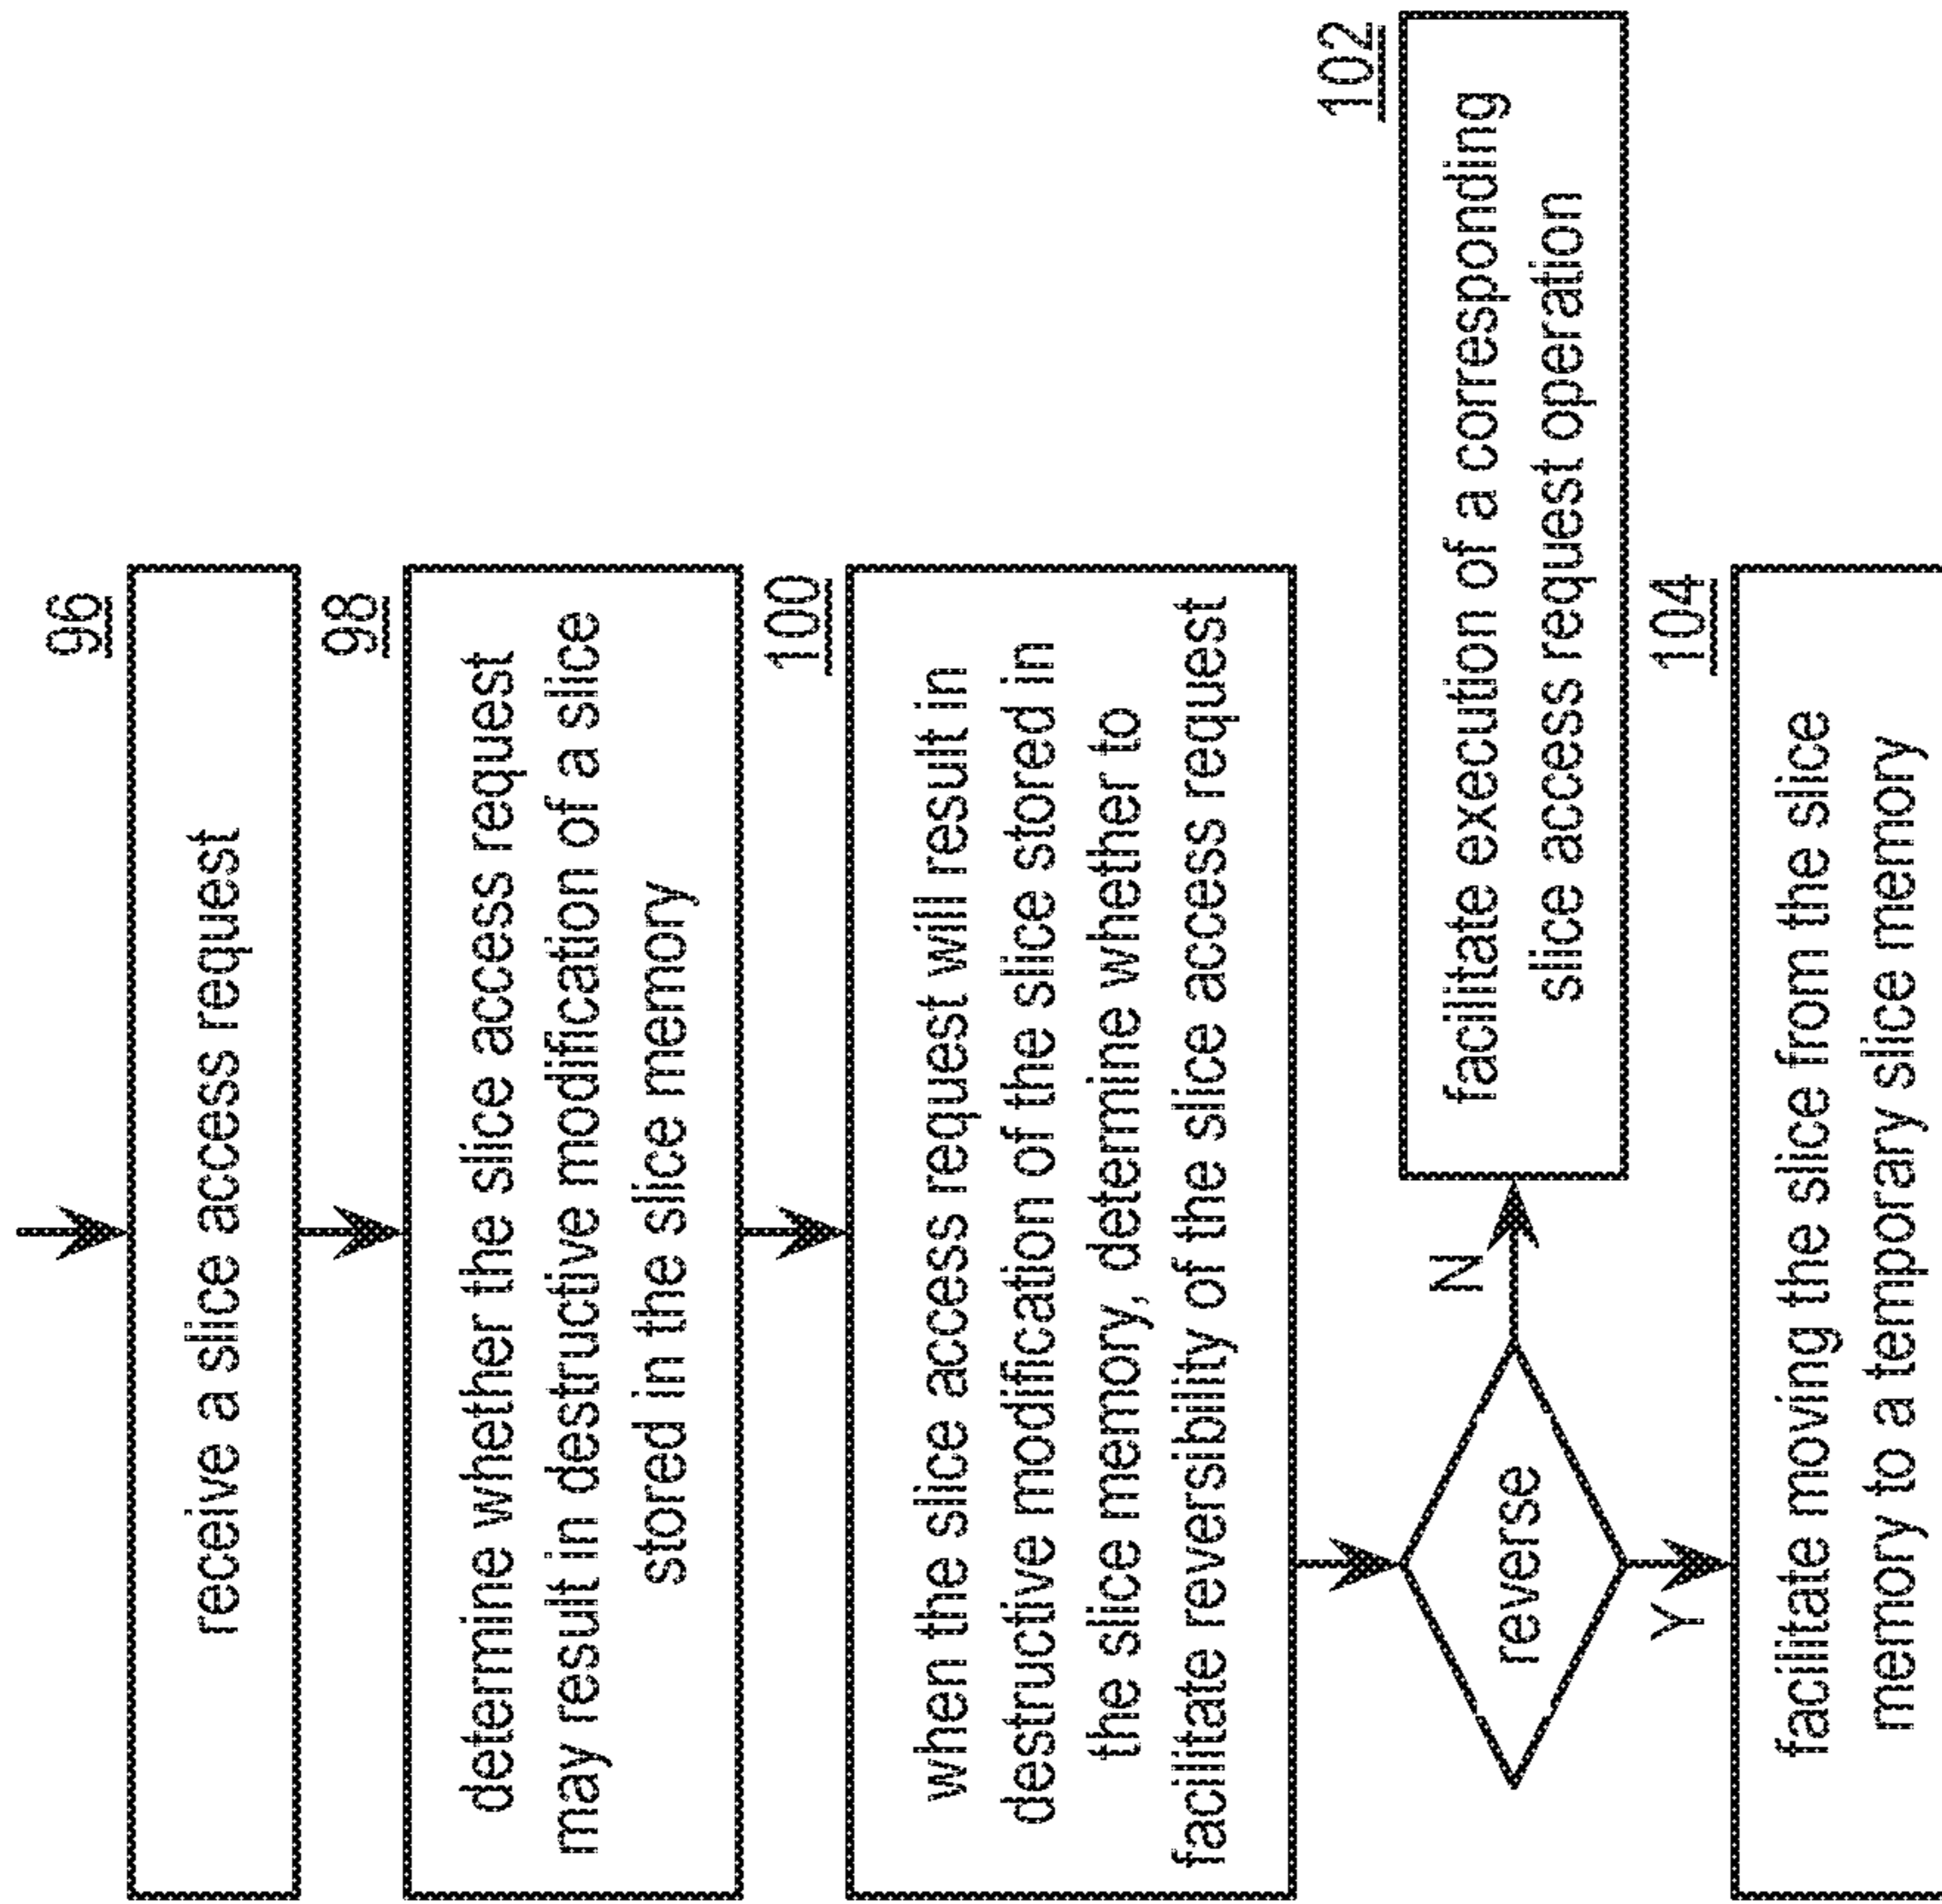 96
receive a slice access request
98
determine whether the slice access request
may result in destructive modification of a slice
stored in the slice memory
100
when the slice access request will result in
destructive modification of the slice stored in
the slice memory, determine whether to
facilitate reversibility of the slice access request
reverse
N
102
facilitate execution of a corresponding
slice access request operation
Y
104
facilitate moving the slice from the slice
memory to a temporary slice memory